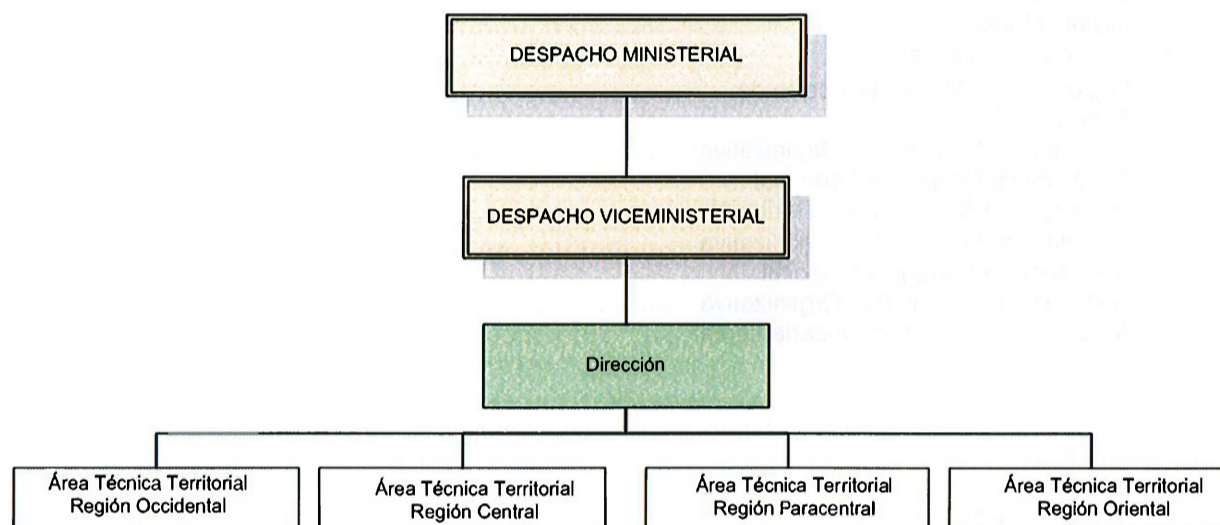 DESPACHO MINISTERIAL
DESPACHO VICEMINISTERIAL
Dirección
Área Técnica Territorial
Región Occidental
Área Técnica Territorial
Región Central
Área Técnica Territorial
Región Paracentral
Área Técnica Territorial
Región Oriental